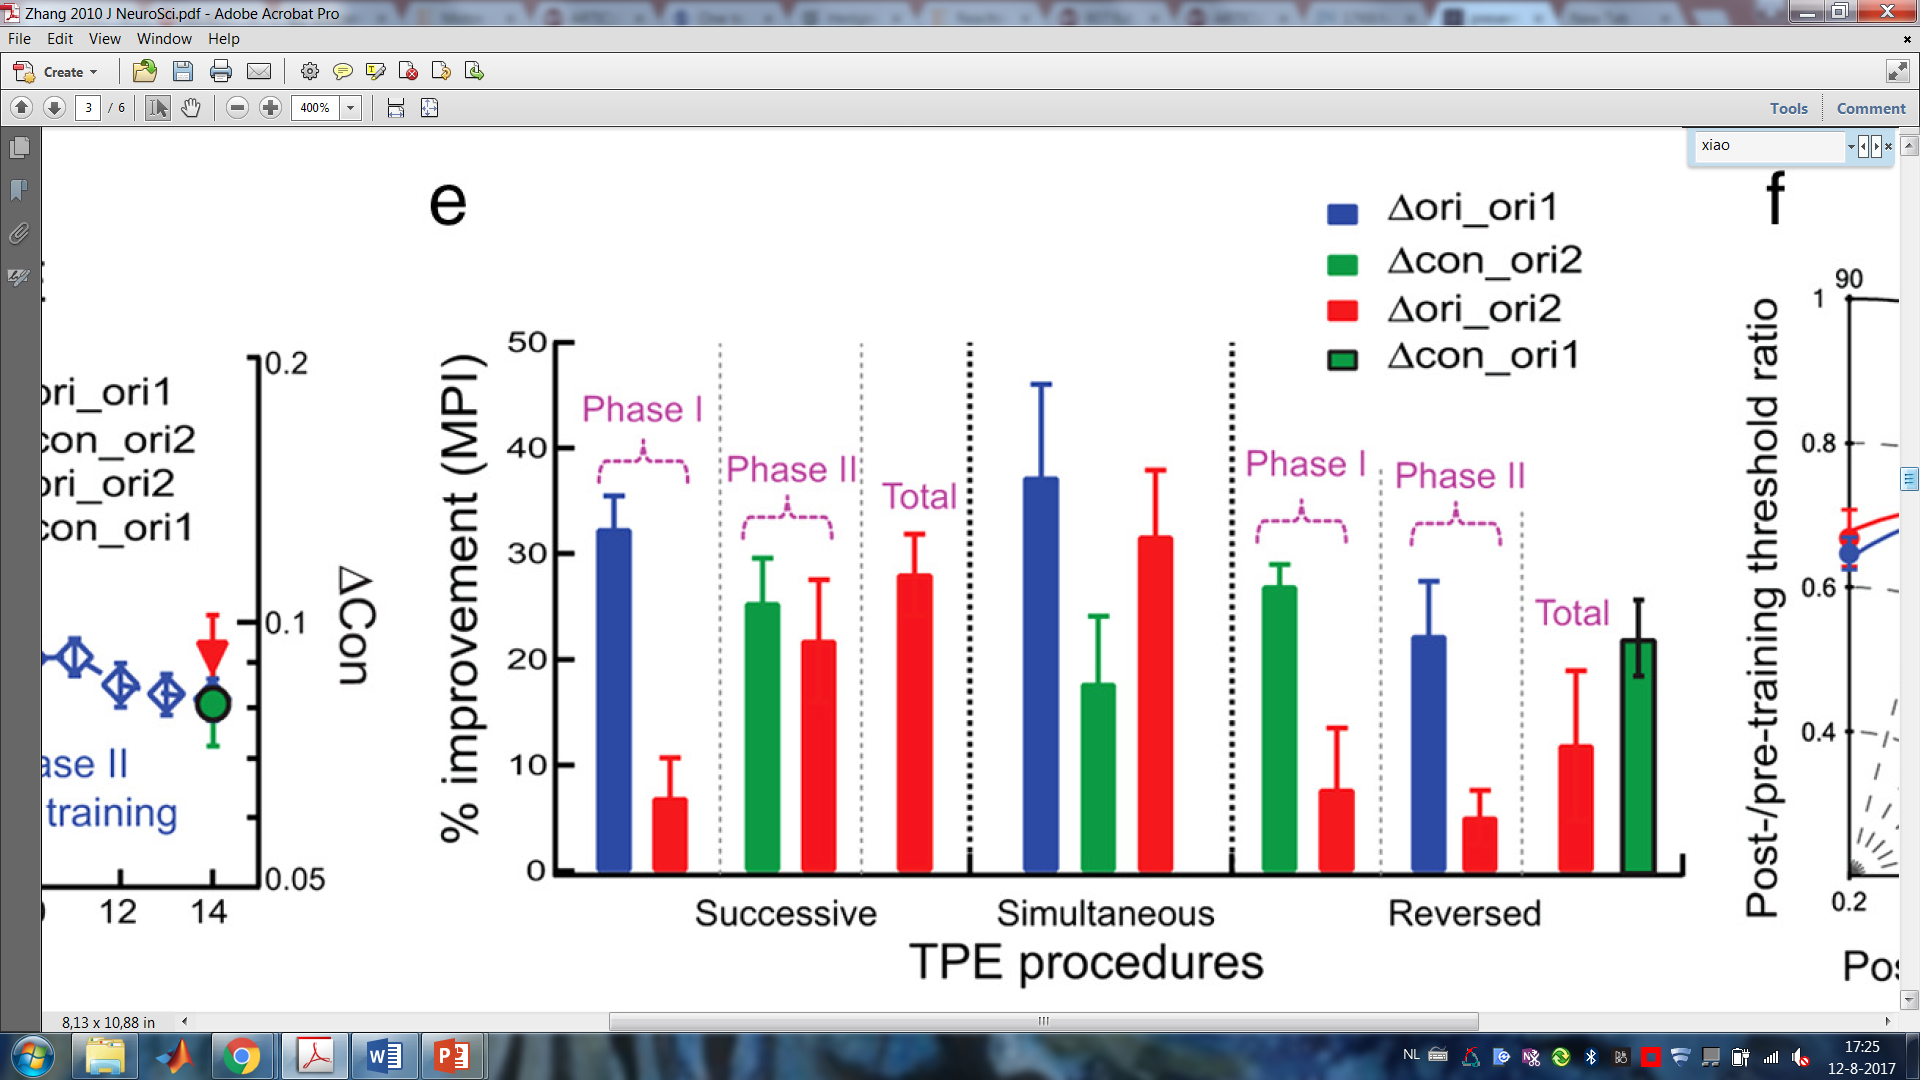 Zhang 2010 J NeuroSci.pdf - Adobe Acrobat Pro
File Edit View Window Help
Create
3 / 6 400% Tools Comment
xiao
e
Δori_ori1
Δcon_ori2
Δori_ori2
Δcon_ori1
f
% improvement (MPI)
50
40
30
20
10
0
Phase I
Phase II
Total
Phase I
Phase II
Total
Successive Simultaneous Reversed
TPE procedures
ori_ori1
con_ori2
ori_ori2
con_ori1
0.2
0.1
0.05
ΔCon
ase II
training
12 14
Post-/pre-training threshold ratio
90
1
0.8
0.6
0.4
0.2
Pos
8,13 x 10,88 in
NL
17:25
12-8-2017